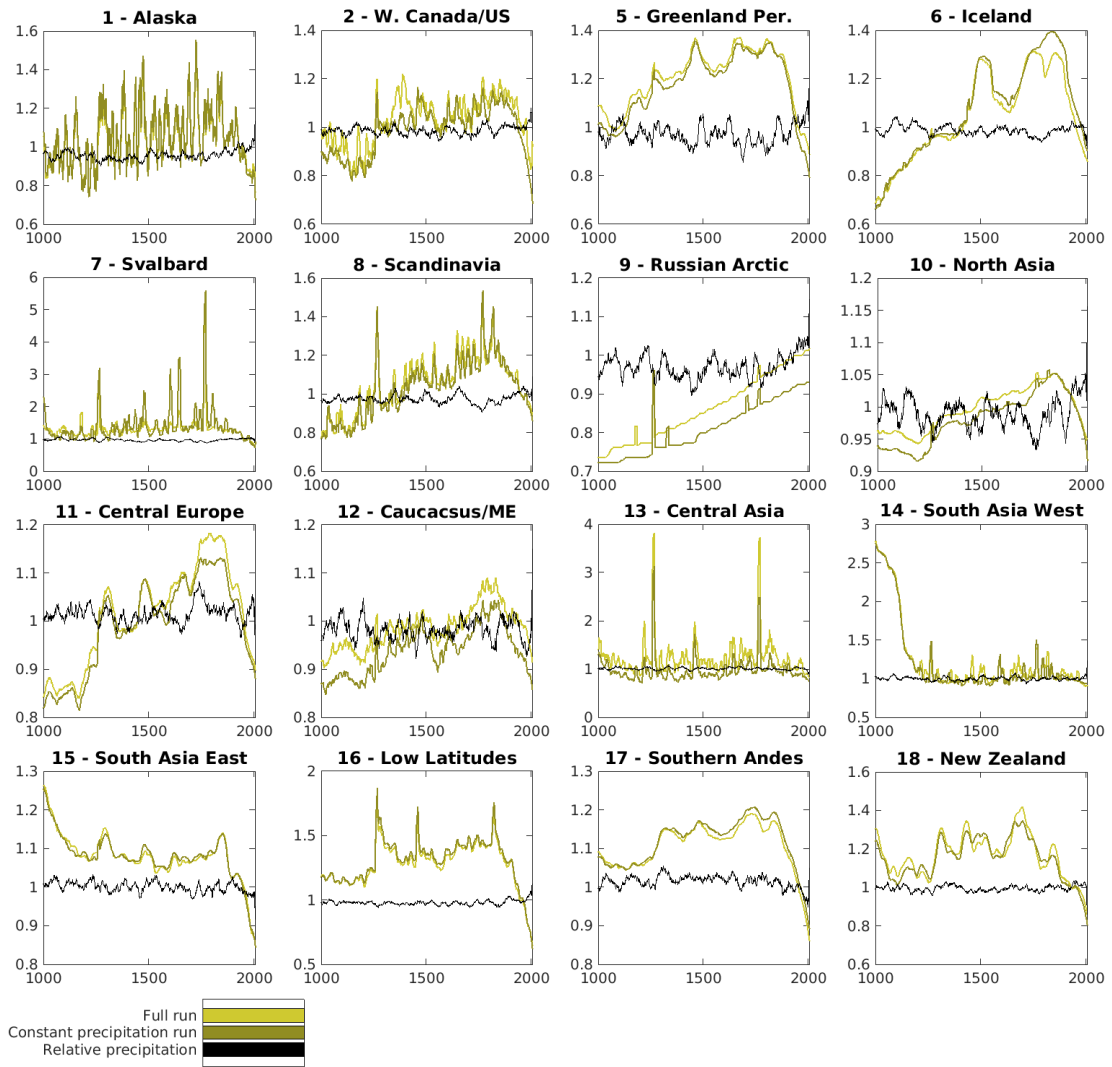 1 - Alaska
2 - W. Canada/US
5 - Greenland Per.
6 - Iceland
1.6
1.4
1.2
1
0.8
0.6
1000 1500 2000
1.6
1.4
1.2
1
0.8
0.6
1000 1500 2000
1.4
1.3
1.2
1.1
1
0.9
0.8
0.7
0.6
1000 1500 2000
1.4
1.2
1
0.8
0.6
1000 1500 2000
7 - Svalbard
8 - Scandinavia
9 - Russian Arctic
10 - North Asia
6
5
4
3
2
1
0
1000 1500 2000
1.6
1.4
1.2
1
0.8
0.6
1000 1500 2000
1.2
1.1
1
0.9
0.8
0.7
1000 1500 2000
1.2
1.15
1.1
1.05
1
0.95
0.9
1000 1500 2000
11 - Central Europe
12 - Caucacsus/ME
13 - Central Asia
14 - South Asia West
1.2
1.1
1
0.9
0.8
1000 1500 2000
1.2
1.1
1
0.9
0.8
1000 1500 2000
4
3
2
1
0
1000 1500 2000
3
2.5
2
1.5
1
0.5
1000 1500 2000
15 - South Asia East
16 - Low Latitudes
17 - Southern Andes
18 - New Zealand
1.3
1.2
1.1
1
0.9
0.8
1000 1500 2000
2
1.5
1
0.5
1000 1500 2000
1.3
1.2
1.1
1
0.9
0.8
1000 1500 2000
1.6
1.4
1.2
1
0.8
0.6
1000 1500 2000
Full run
Constant precipitation run
Relative precipitation